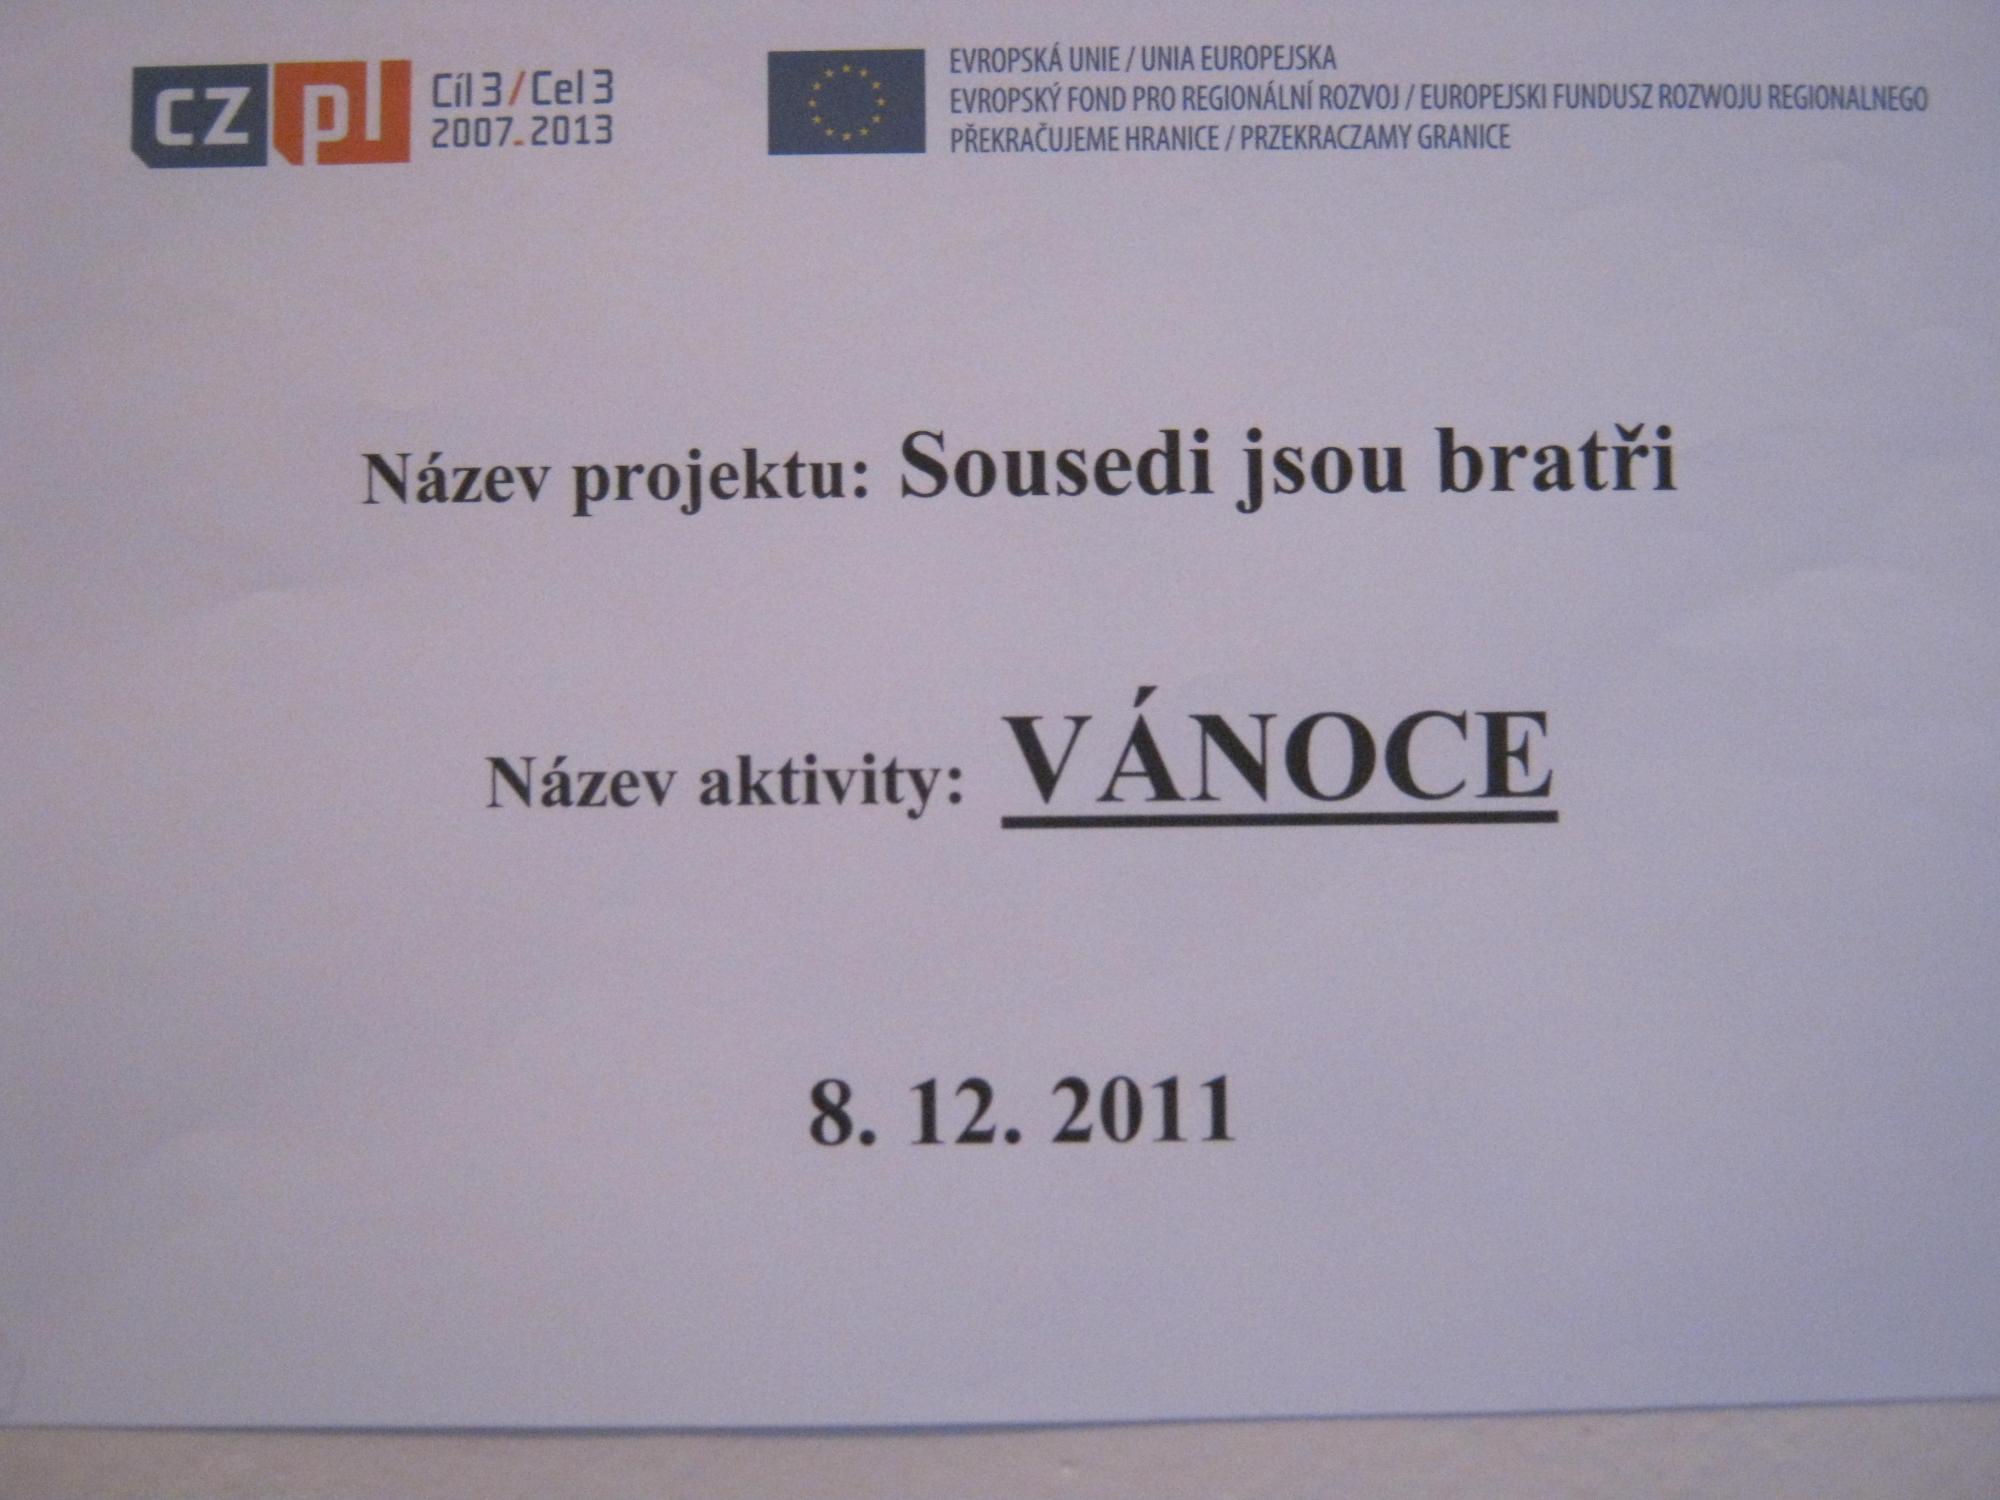 cz pl Cíl 3 / Cel 3
2007-2013
EVROPSKÁ UNIE / UNIA EUROPEJSKA
EVROPSKÝ FOND PRO REGIONÁLNÍ ROZVOJ / EUROPEJSKI FUNDUSZ ROZWOJU REGIONALNEGO
PŘEKRAČUJEME HRANICE / PRZEKRACZAMY GRANICE
Název projektu: Sousedi jsou bratři
Název aktivity: VÁNOCE
8. 12. 2011